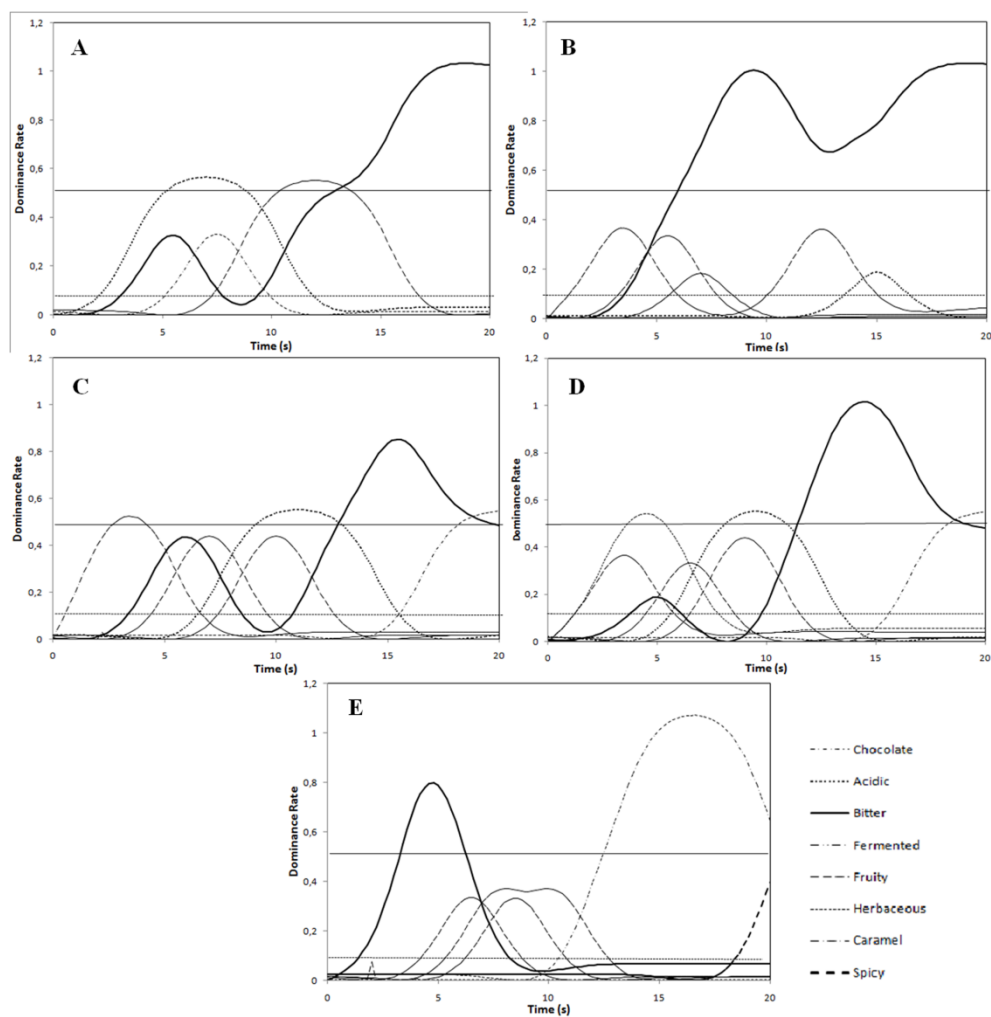 A
1,2
1
0,8
0,6
0,4
0,2
0
Dominance Rate
0 5 10 15 20
Time (s)
B
1,2
1
0,8
0,6
0,4
0,2
0
Dominance Rate
0 5 10 15 20
Time (s)
C
1,2
1
0,8
0,6
0,4
0,2
0
Dominance Rate
0 5 10 15 20
Time (s)
D
1,2
1
0,8
0,6
0,4
0,2
0
Dominance Rate
0 5 10 15 20
Time (s)
E
1,2
1
0,8
0,6
0,4
0,2
0
Dominance Rate
0 5 10 15 20
Time (s)
Chocolate
Acidic
Bitter
Fermented
Fruity
Herbaceous
Caramel
Spicy